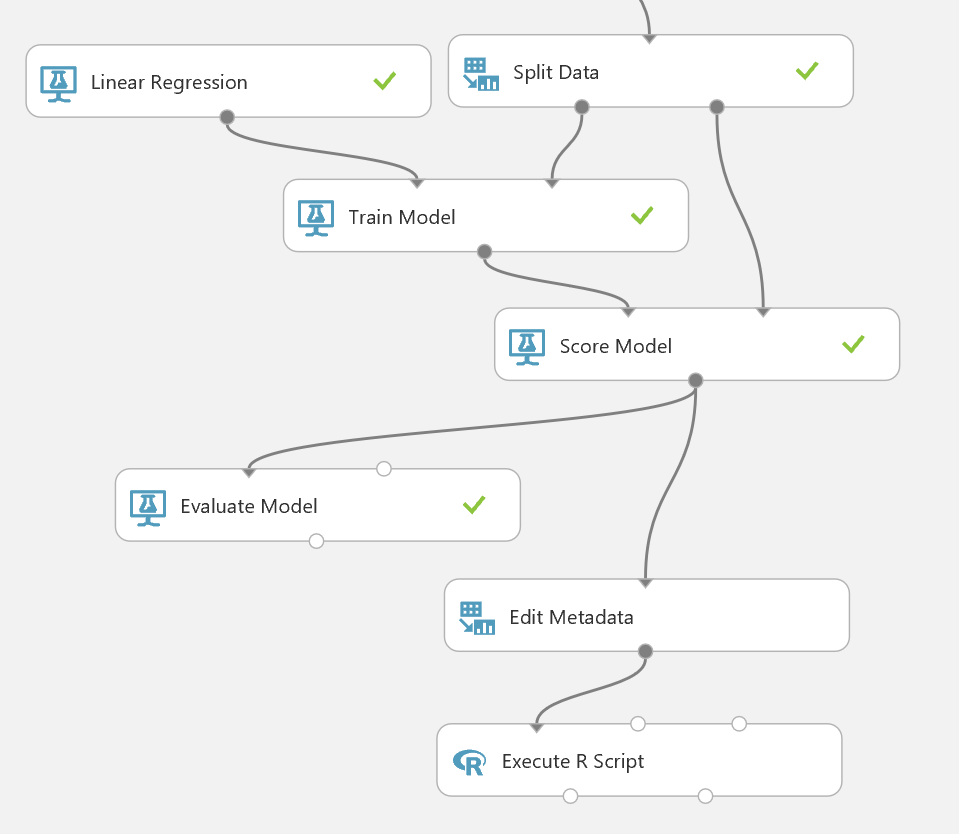 Linear Regression
Split Data
Train Model
Score Model
Evaluate Model
Edit Metadata
Execute R Script